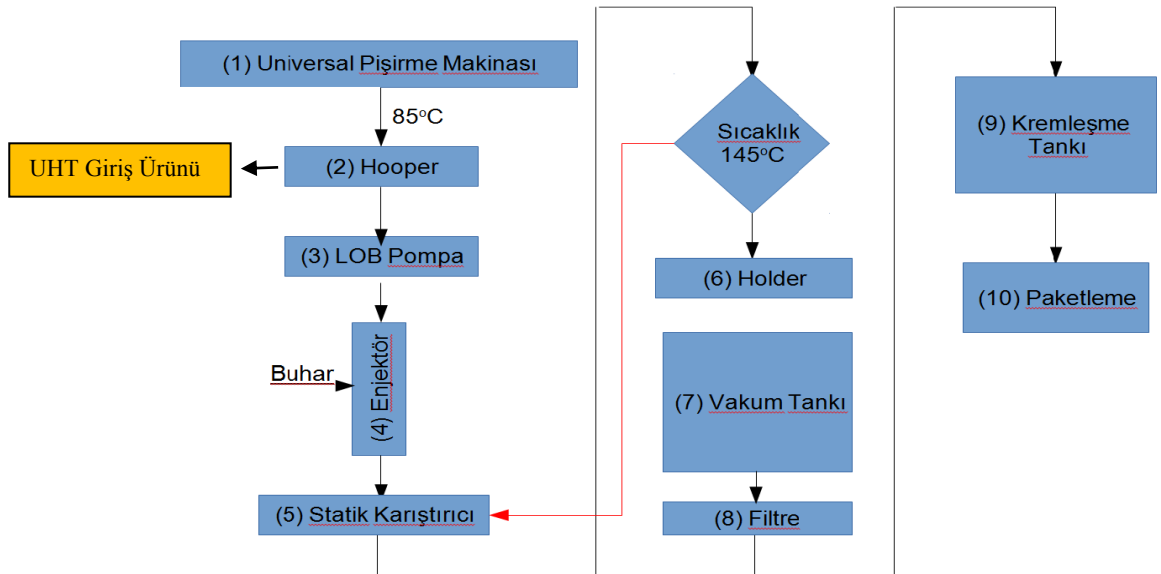 (1) Universal Pişirme Makinası
85°C
UHT Giriş Ürünü
(2) Hooper
(3) LOB Pompa
Buhar
(4) Enjektör
(5) Statik Karıştırıcı
Sıcaklık
145°C
(6) Holder
(7) Vakum Tankı
(8) Filtre
(9) Kremleşme
Tankı
(10) Paketleme